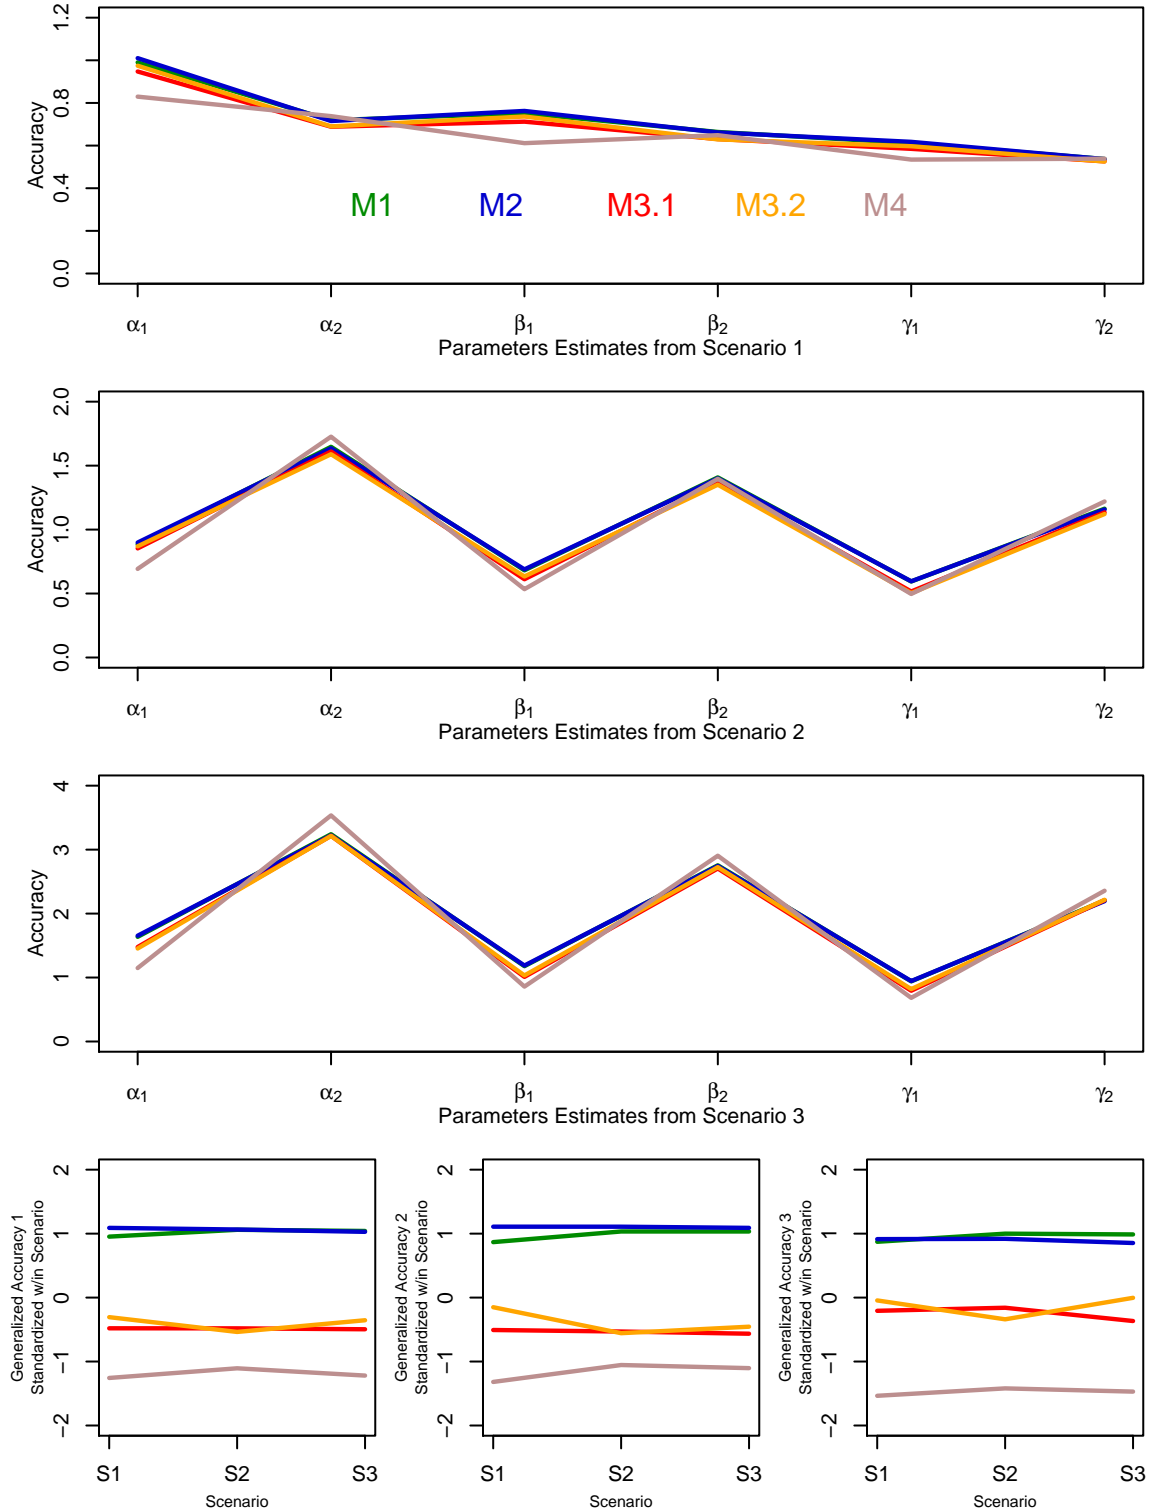 1.2
0.8
0.4
0.0
Accuracy
M1 M2 M3.1 M3.2 M4
α1 α2 β1 β2 γ1 γ2
Parameters Estimates from Scenario 1
2.0
1.5
1.0
0.5
0.0
Accuracy
α1 α2 β1 β2 γ1 γ2
Parameters Estimates from Scenario 2
4
3
2
1
0
Accuracy
α1 α2 β1 β2 γ1 γ2
Parameters Estimates from Scenario 3
Generalized Accuracy 1
Standardized w/in Scenario
2
1
0
−1
−2
S1 S2 S3
Scenario
Generalized Accuracy 2
Standardized w/in Scenario
2
1
0
−1
−2
S1 S2 S3
Scenario
Generalized Accuracy 3
Standardized w/in Scenario
2
1
0
−1
−2
S1 S2 S3
Scenario